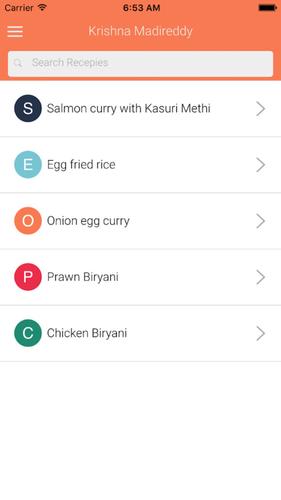 Carrier 6:53 AM
Krishna Madireddy
Search Recepies
S Salmon curry with Kasuri Methi
E Egg fried rice
O Onion egg curry
P Prawn Biryani
C Chicken Biryani